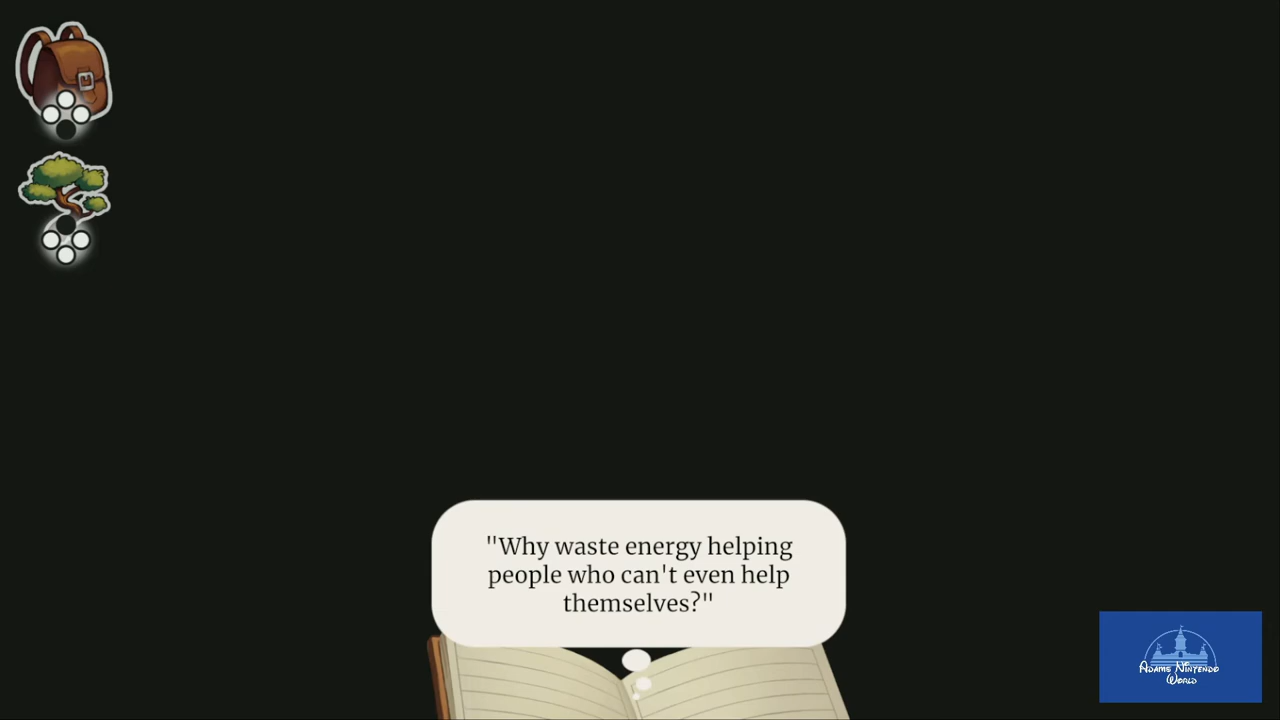 "Why waste energy helping
people who can't even help
themselves?"
Adams Nintendo
World